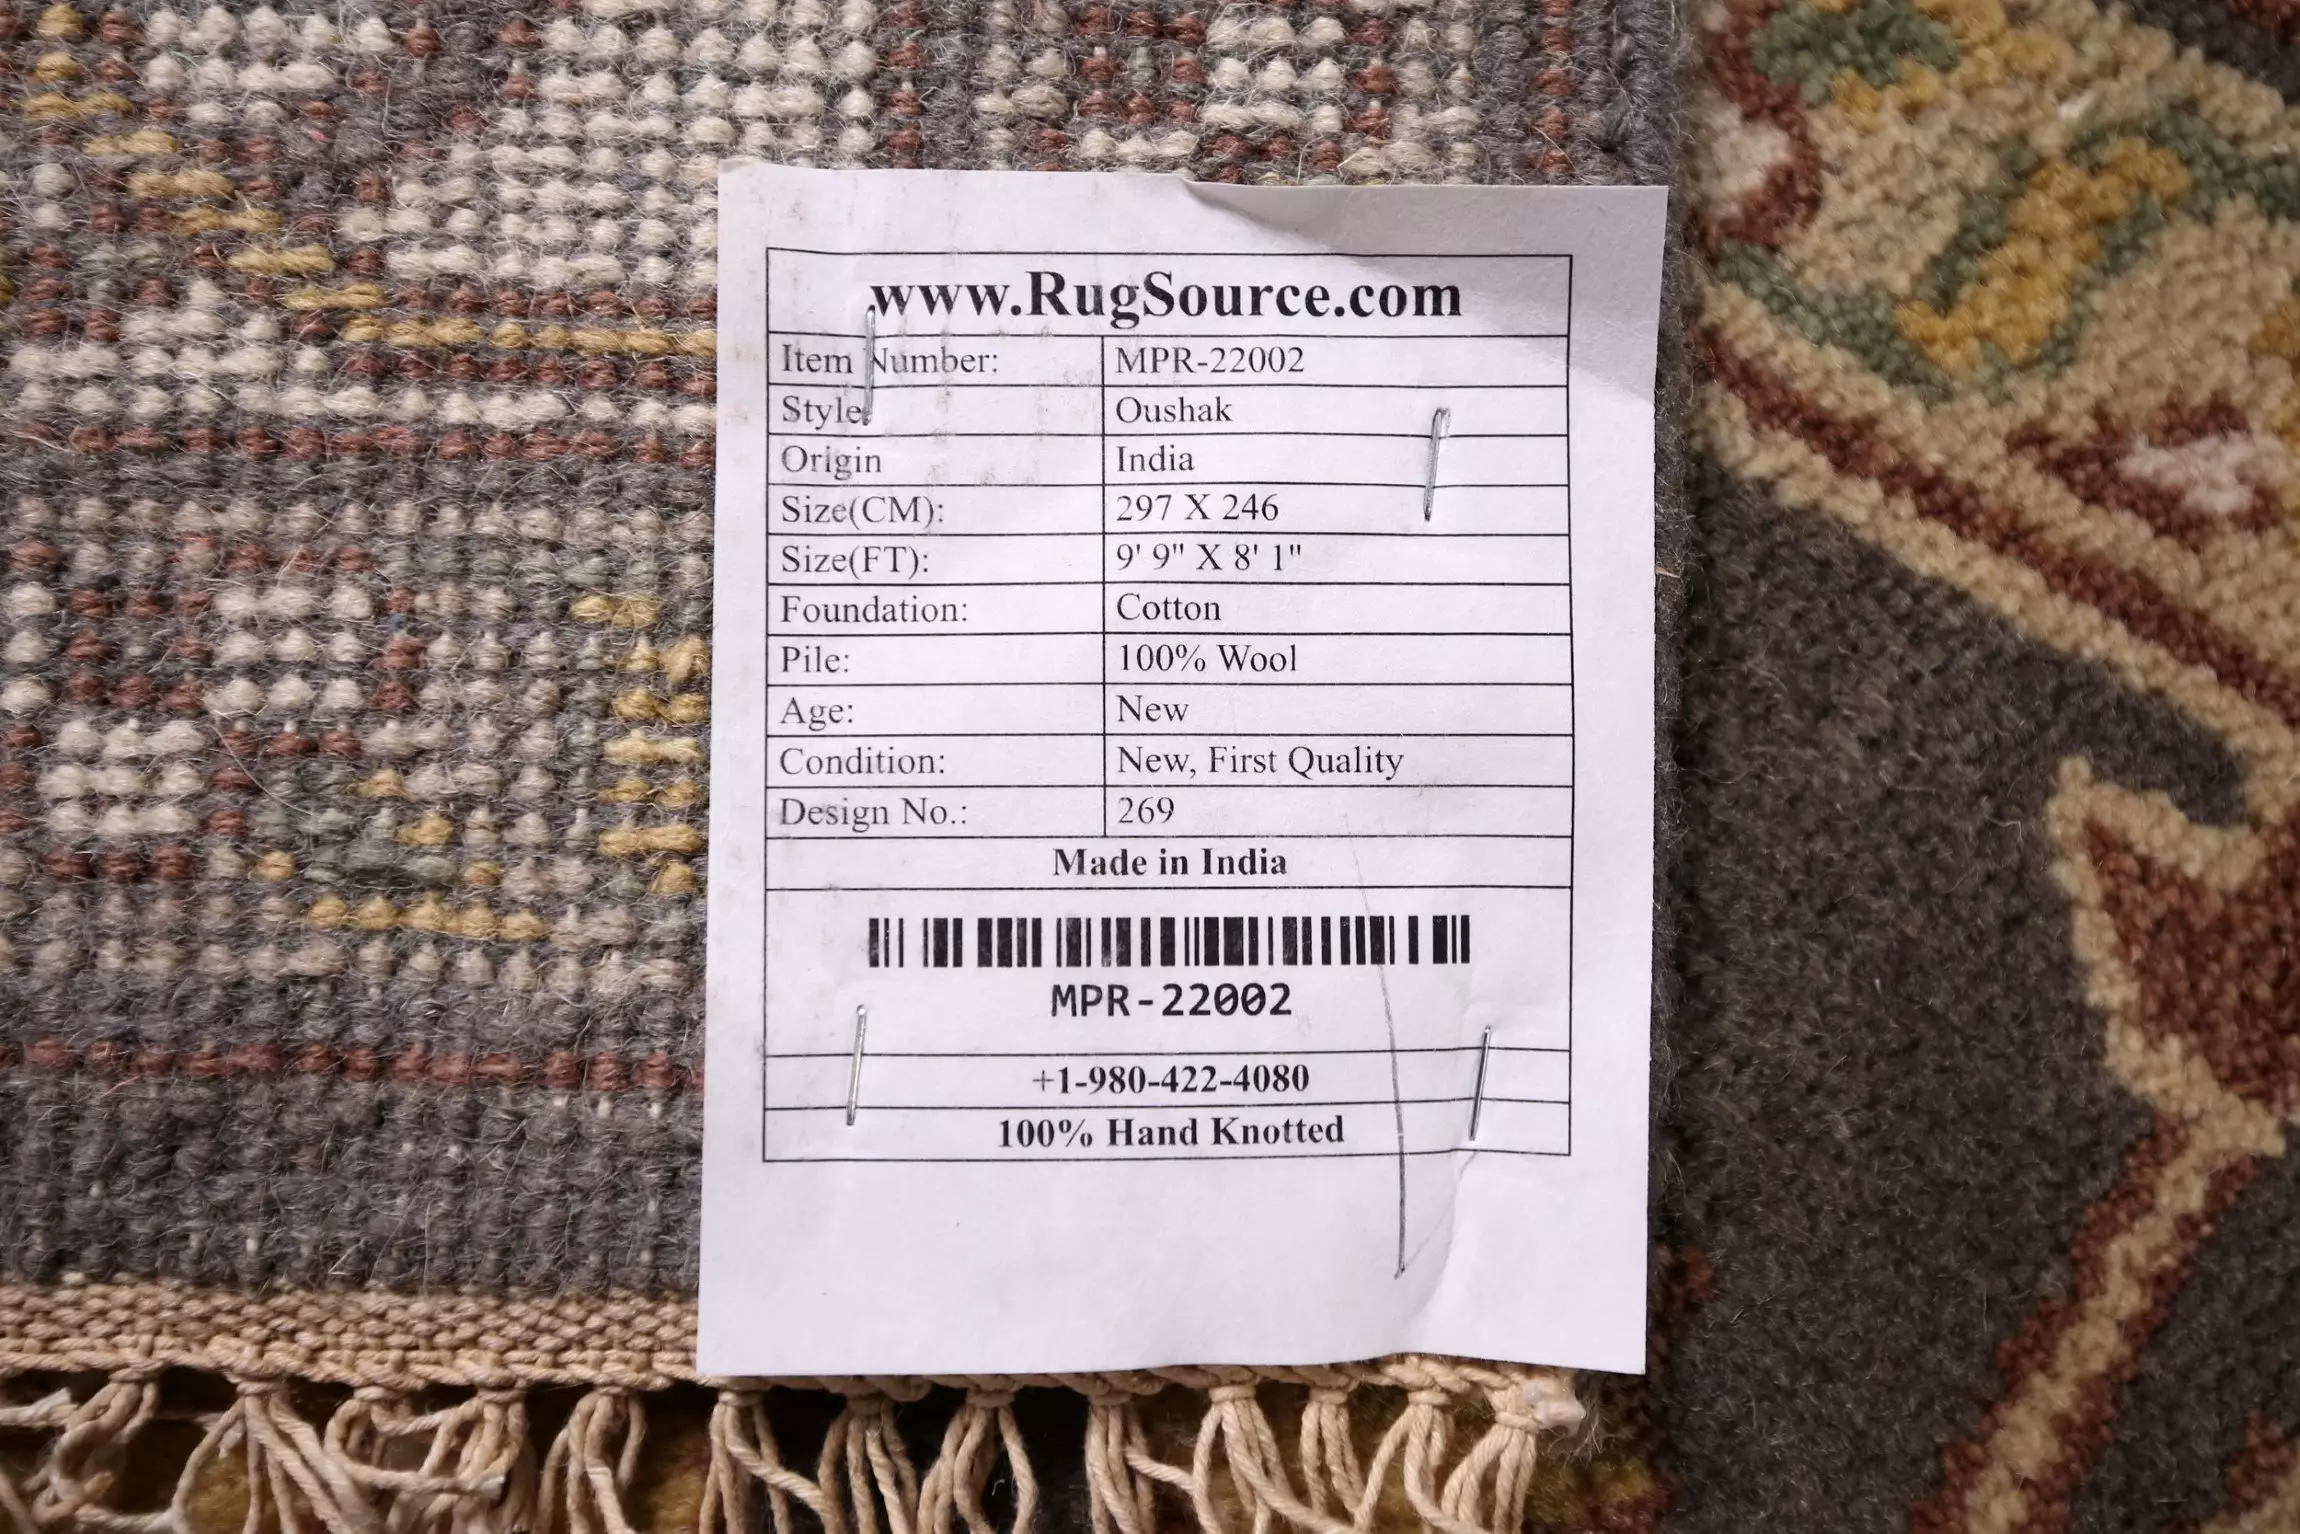 www.RugSource.com
Item Number: MPR-22002
Style: Oushak
Origin India
Size(CM): 297 X 246
Size(FT): 9' 9" X 8' 1"
Foundation: Cotton
Pile: 100% Wool
Age: New
Condition: New, First Quality
Design No.: 269
Made in India
MPR-22002
+1-980-422-4080
100% Hand Knotted